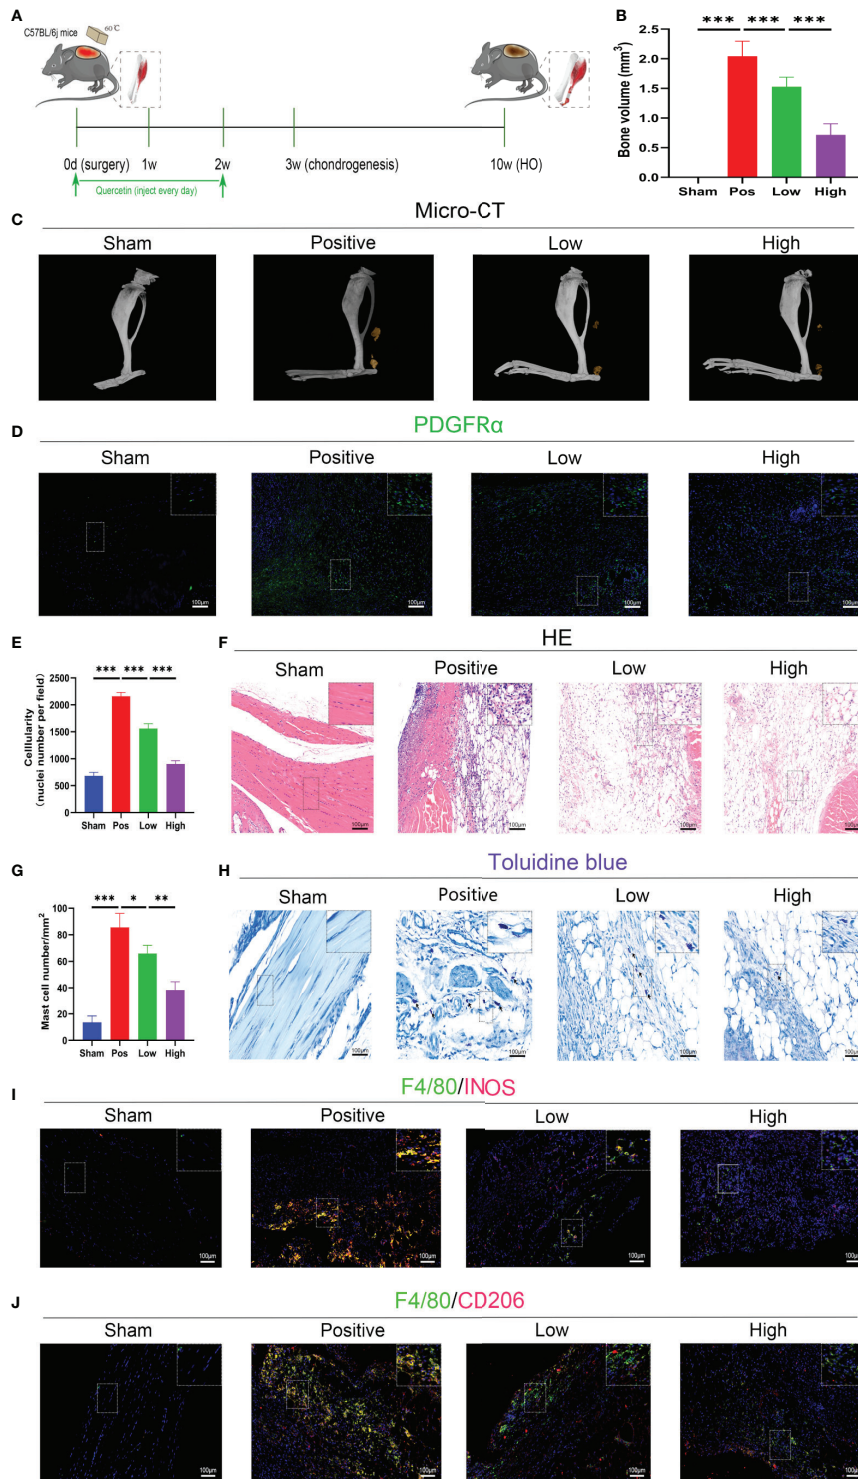 A
C57BL/6j mice
60℃
0d (surgery)
1w
2w
3w (chondrogenesis)
10w (HO)
Quercetin (inject every day)
B
Bone volume (mm³)
2.5
2.0
1.5
1.0
0.5
0.0
*** *** ***
Sham Pos Low High
C
Micro-CT
Sham Positive Low High
D
PDGFRα
Sham Positive Low High
100μm 100μm 100μm 100μm
E
Celllularity
(nuclei number per field)
2500
2000
1500
1000
500
0
*** *** ***
Sham Pos Low High
F
HE
Sham Positive Low High
100μm 100μm 100μm 100μm
G
Mast cell number/mm²
100
80
60
40
20
0
*** * **
Sham Pos Low High
H
Toluidine blue
Sham Positive Low High
100μm 100μm 100μm 100μm
I
F4/80/INOS
Sham Positive Low High
100μm 100μm 100μm 100μm
J
F4/80/CD206
Sham Positive Low High
100μm 100μm 100μm 100μm